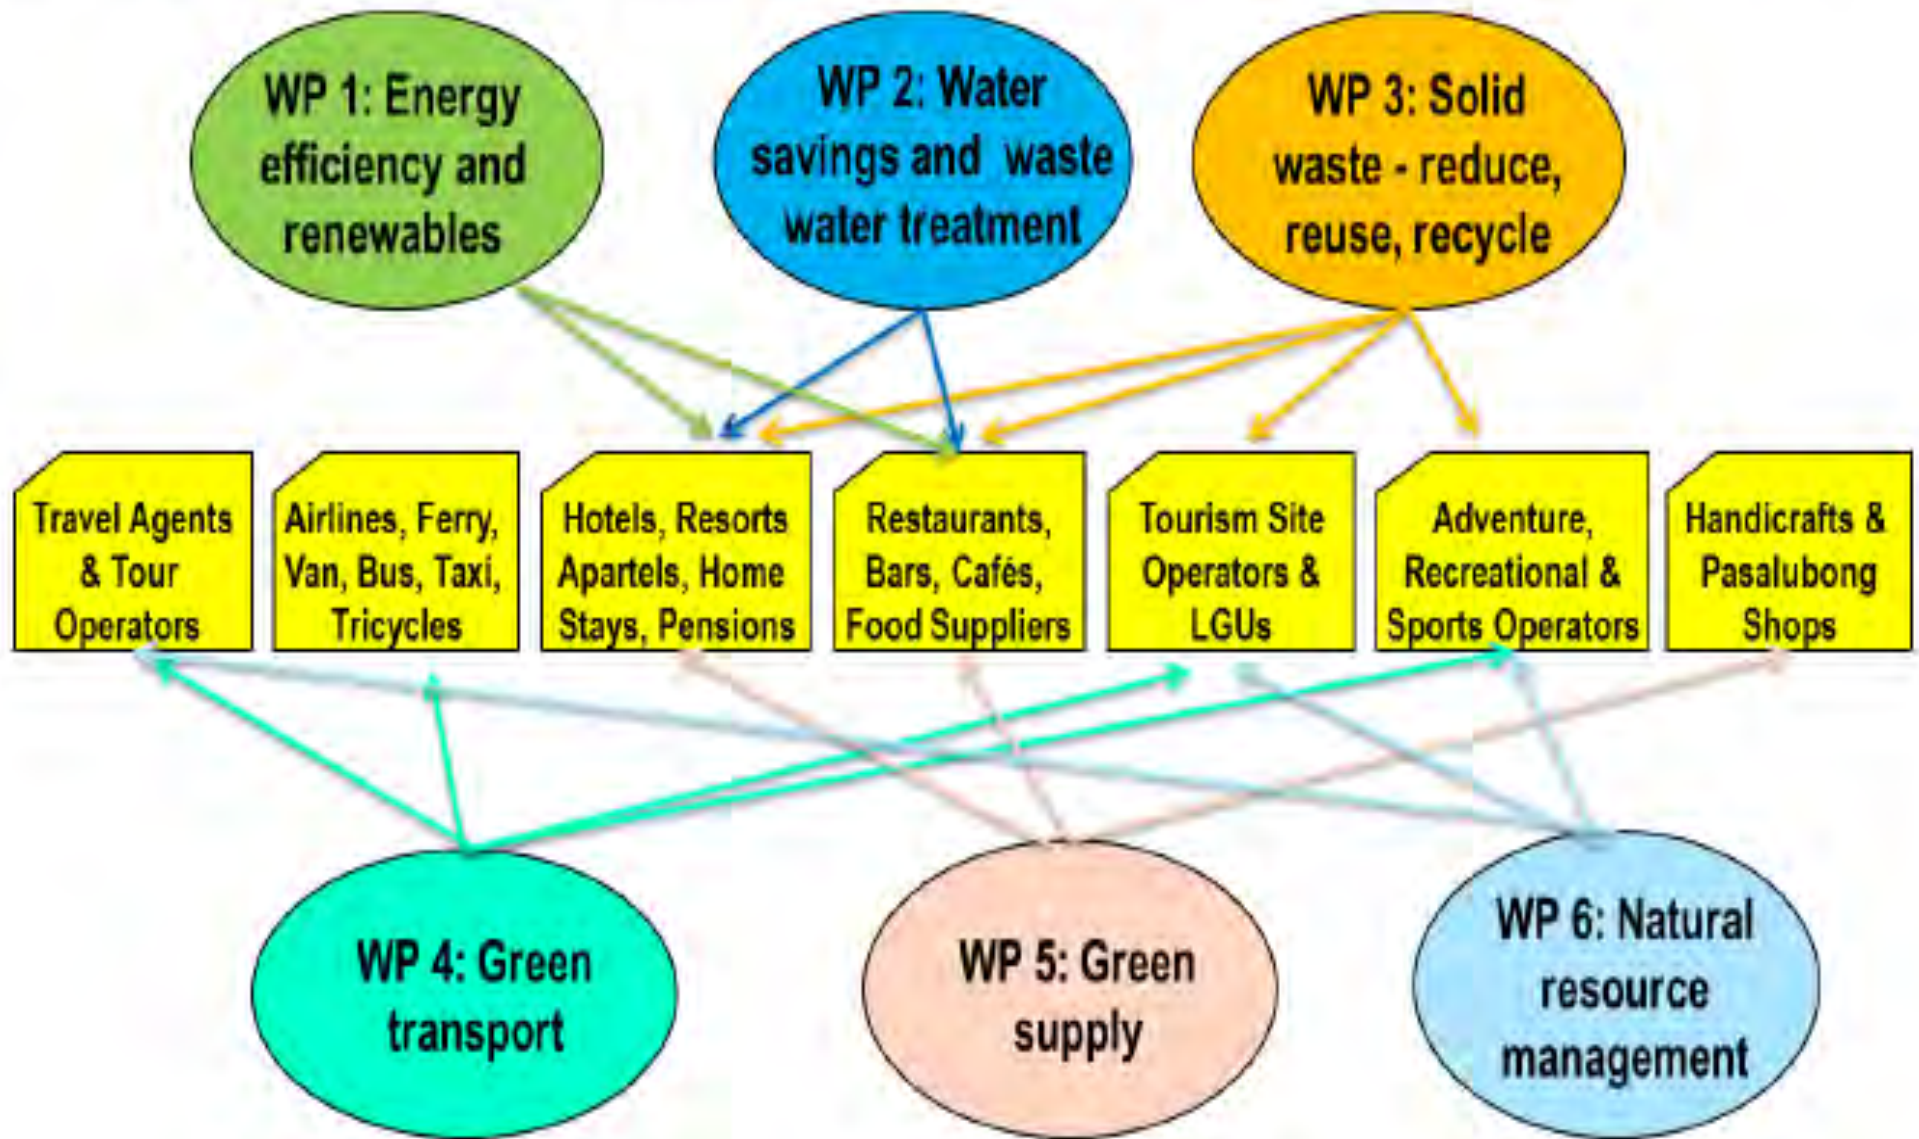 WP 1: Energy
efficiency and
renewables
WP 2: Water
savings and waste
water treatment
WP 3: Solid
waste - reduce,
reuse, recycle
Travel Agents
& Tour
Operators
Airlines, Ferry,
Van, Bus, Taxi,
Tricycles
Hotels, Resorts
Apartels, Home
Stays, Pensions
Restaurants,
Bars, Cafés,
Food Suppliers
Tourism Site
Operators &
LGUs
Adventure,
Recreational &
Sports Operators
Handicrafts &
Pasalubong
Shops
WP 4: Green
transport
WP 5: Green
supply
WP 6: Natural
resource
management